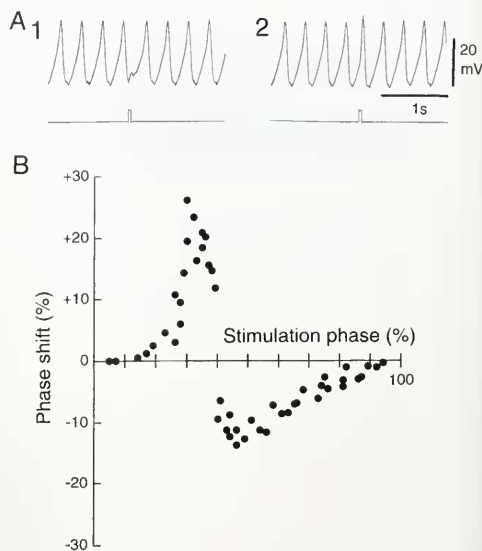 A 1
2
20
mV
1s
B
+30
+20
+10
0
-10
-20
-30
Phase shift (%)
Stimulation phase (%)
100